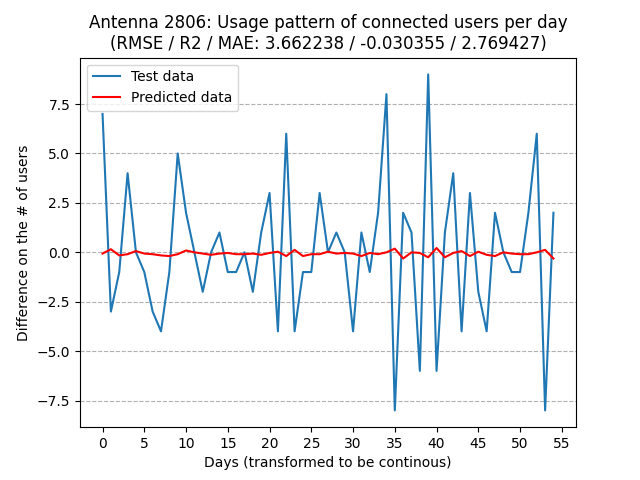 Antenna 2806: Usage pattern of connected users per day
(RMSE / R2 / MAE: 3.662238 / -0.030355 / 2.769427)
Test data
Predicted data
7.5
5.0
2.5
0.0
−2.5
−5.0
−7.5
Difference on the # of users
0 5 10 15 20 25 30 35 40 45 50 55
Days (transformed to be continous)